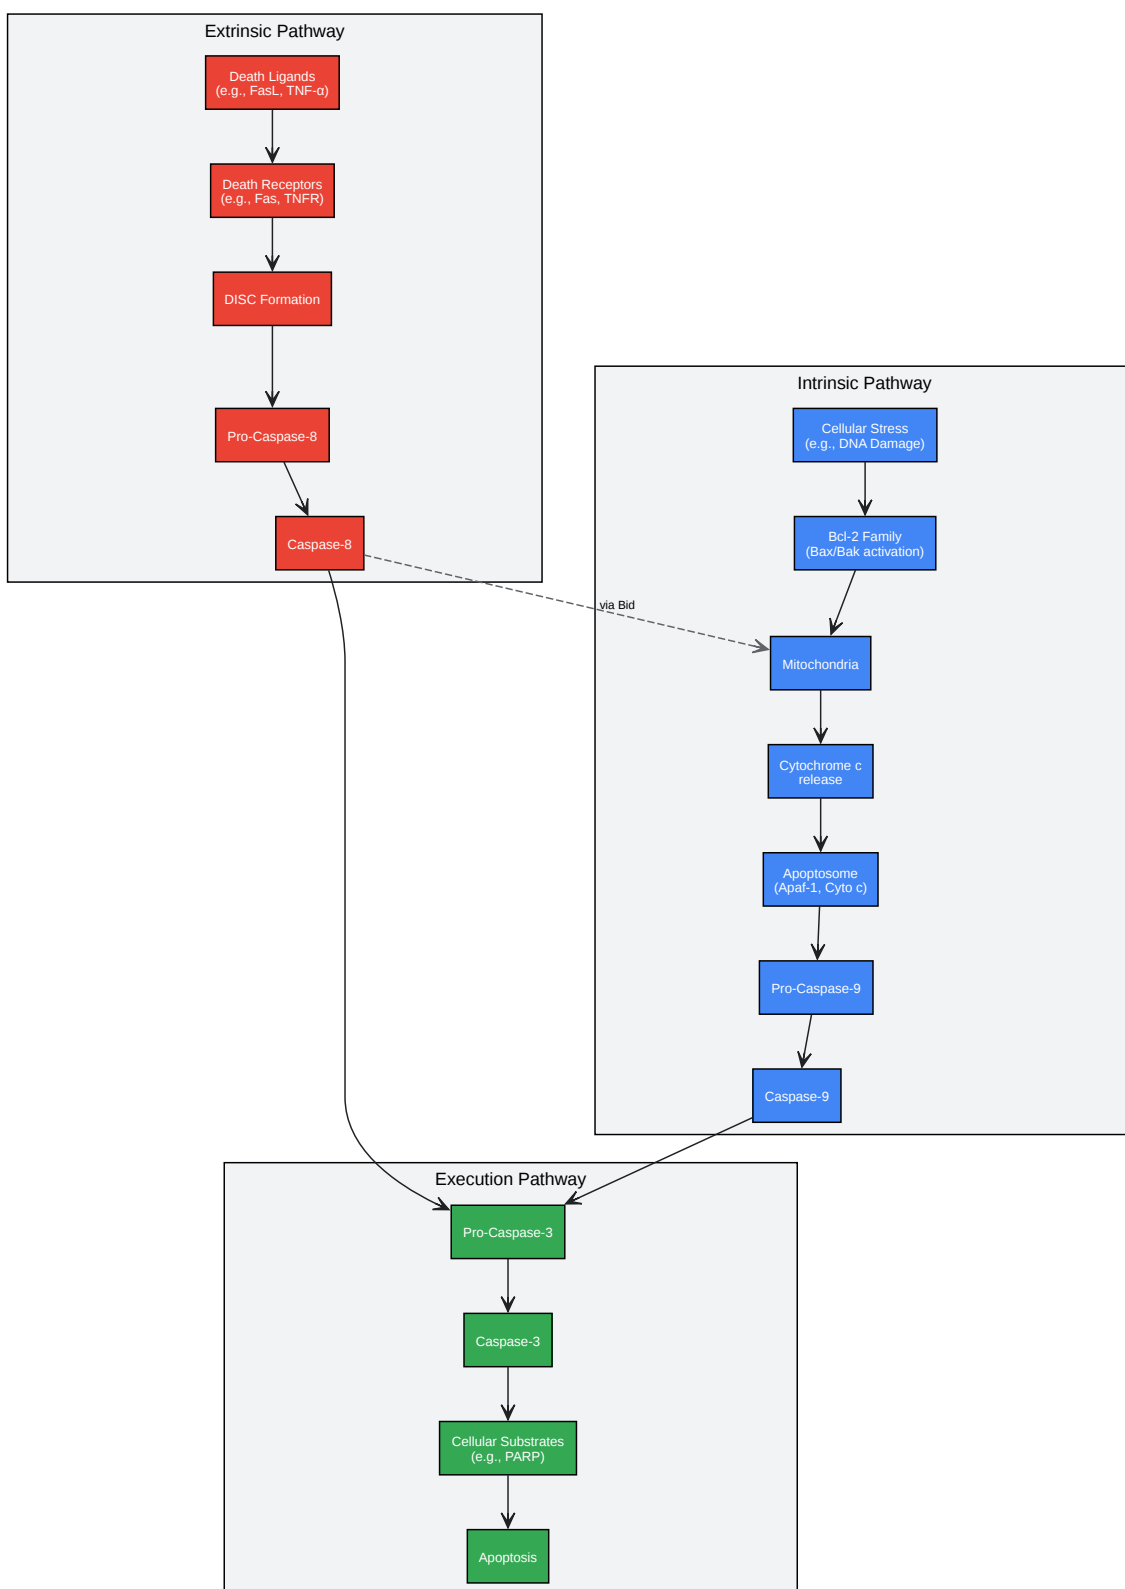 Extrinsic Pathway
Death Ligands
(e.g., FasL, TNF-α)
Death Receptors
(e.g., Fas, TNFR)
DISC Formation
Pro-Caspase-8
Caspase-8
via Bid
Intrinsic Pathway
Cellular Stress
(e.g., DNA Damage)
Bcl-2 Family
(Bax/Bak activation)
Mitochondria
Cytochrome c
release
Apoptosome
(Apaf-1, Cyto c)
Pro-Caspase-9
Caspase-9
Execution Pathway
Pro-Caspase-3
Caspase-3
Cellular Substrates
(e.g., PARP)
Apoptosis